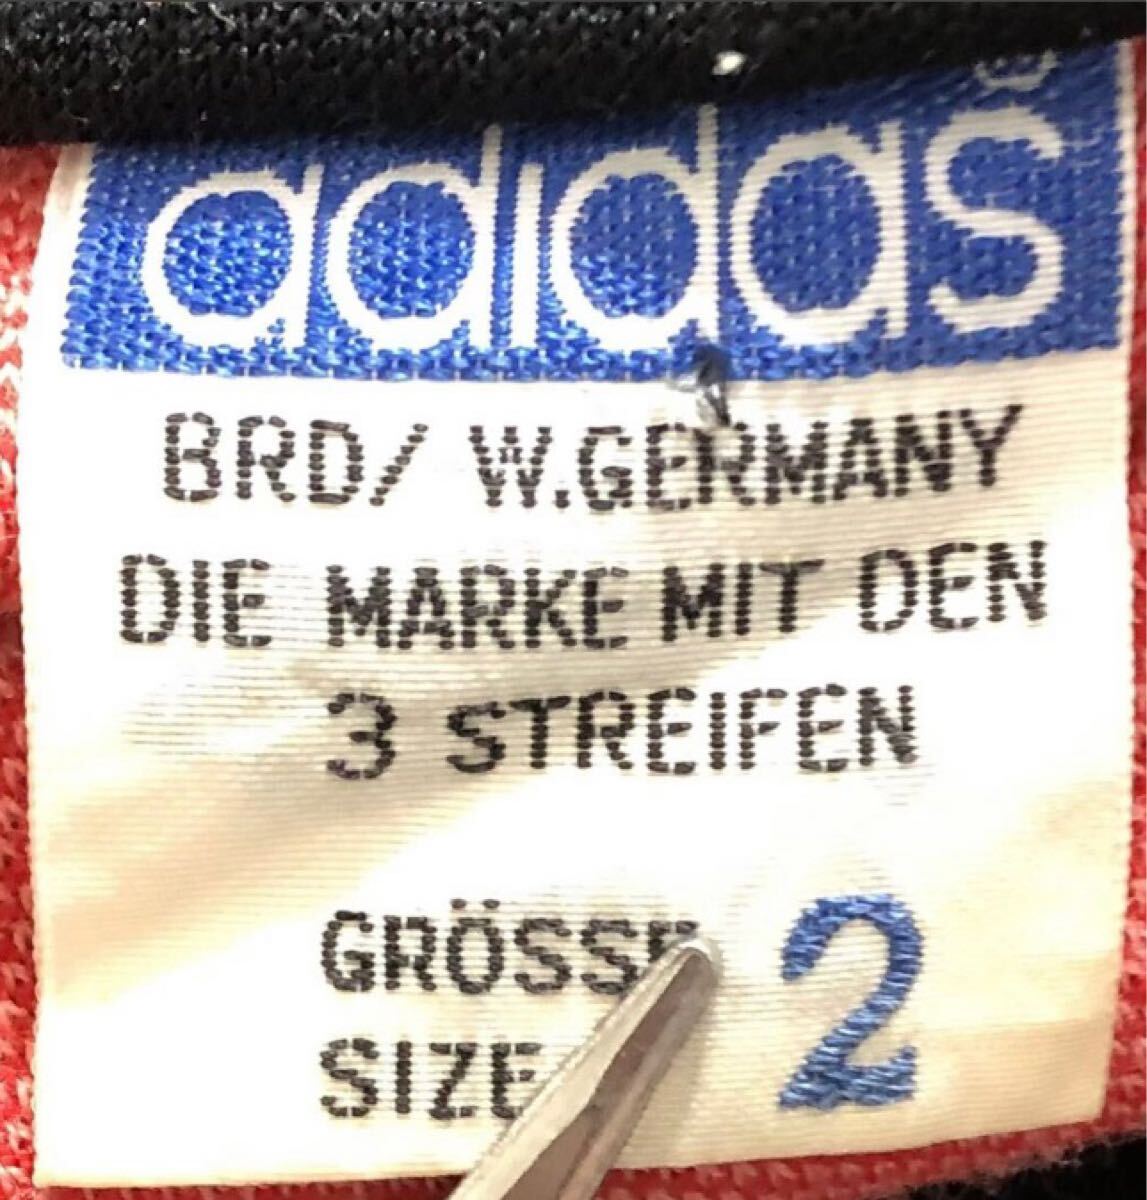 adidas
BRD/ W.GERMANY
DIE MARKE MIT DEN
3 STREIFEN
GRÖSSE 2
SIZE